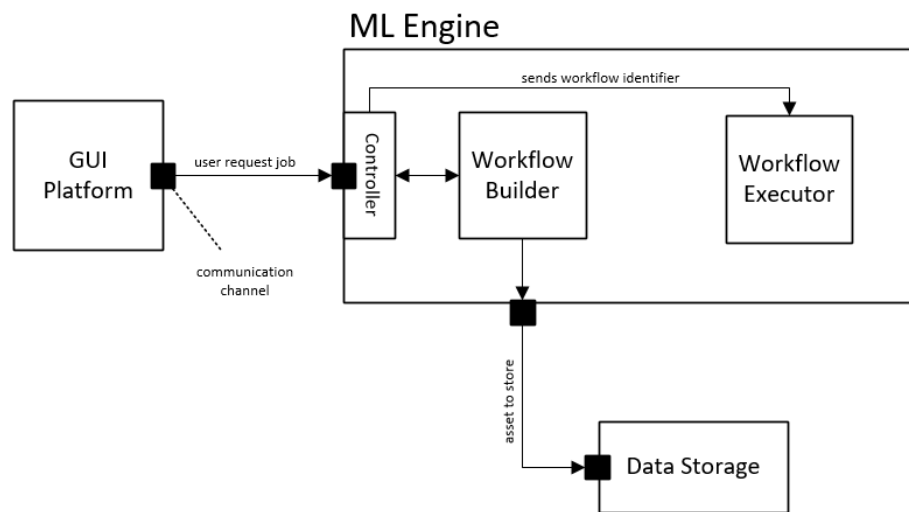 ML Engine
sends workflow identifier
GUI
Platform
user request job
Controller
Workflow
Builder
Workflow
Executor
communication
channel
asset to store
Data Storage